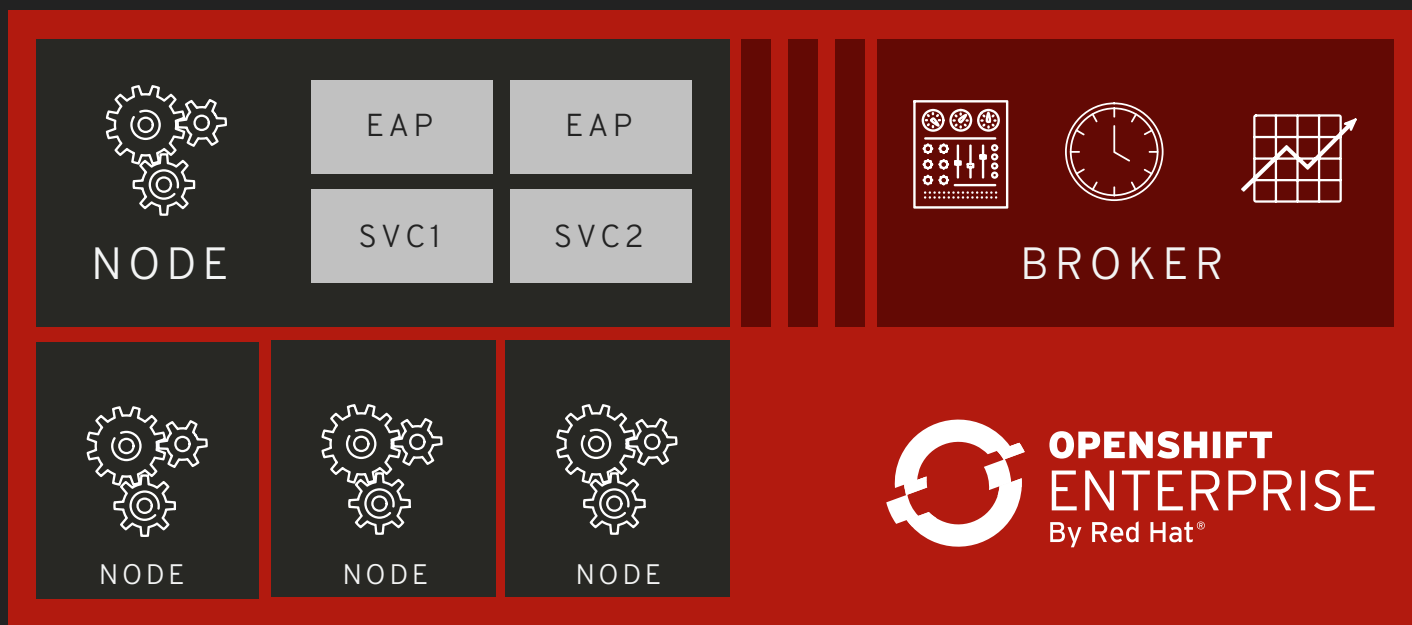 EAP
EAP
SVC1
SVC2
NODE
BROKER
NODE
NODE
NODE
OPENSHIFT
ENTERPRISE
By Red Hat®